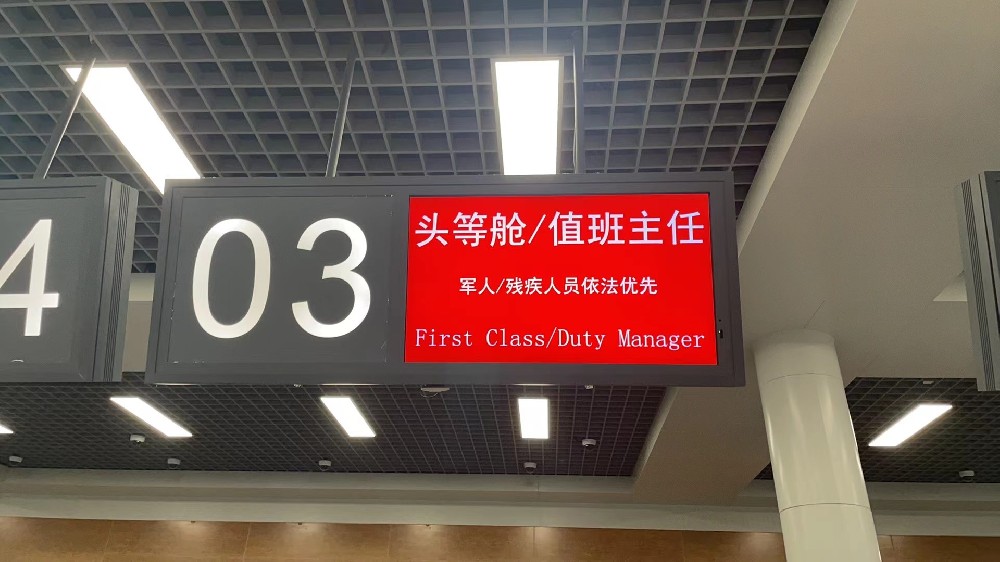 4
03
头等舱/值班主任
军人/残疾人员依法优先
First Class/Duty Manager